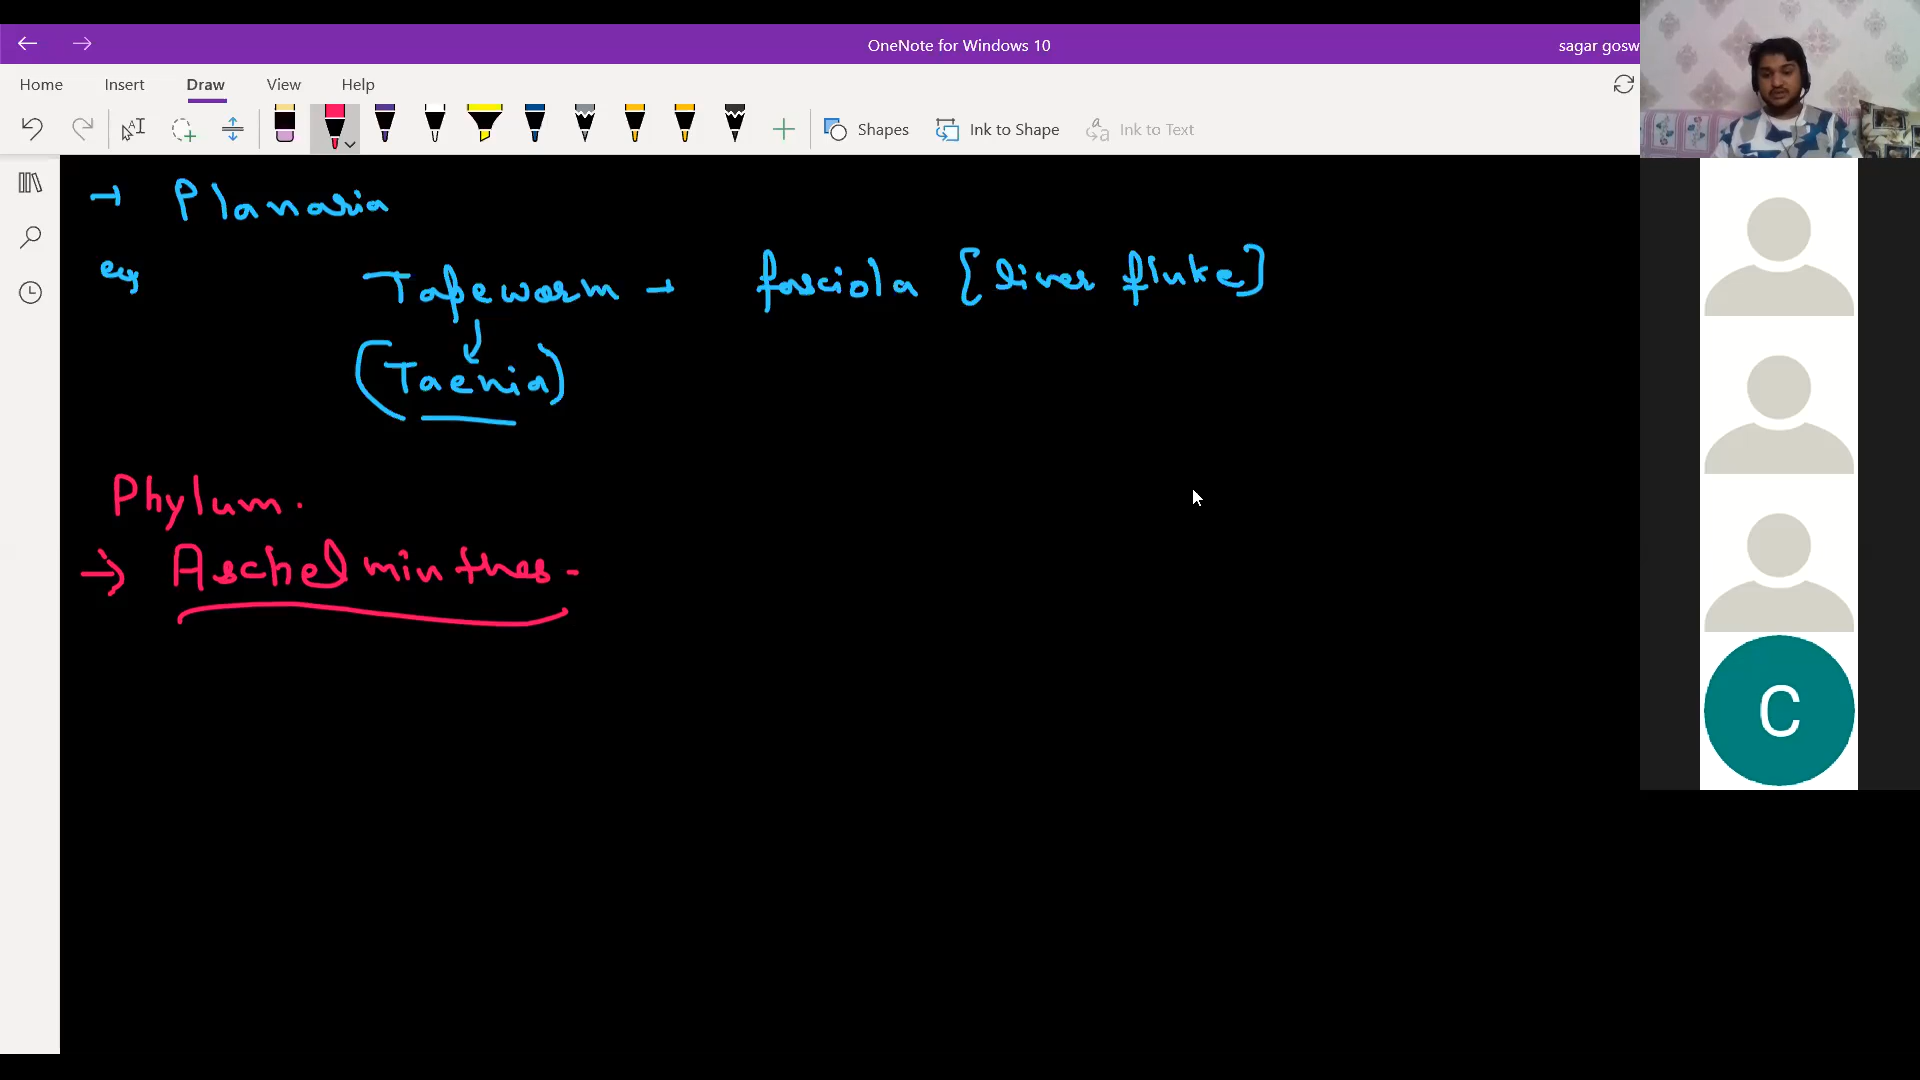 OneNote for Windows 10
sagar gosw
Home Insert Draw View Help
Shapes Ink to Shape Ink to Text
→ Planaria
eg Tapeworm → fasciola {liver fluke}
(Taenia)
Phylum.
→ Aschelminthes -
C